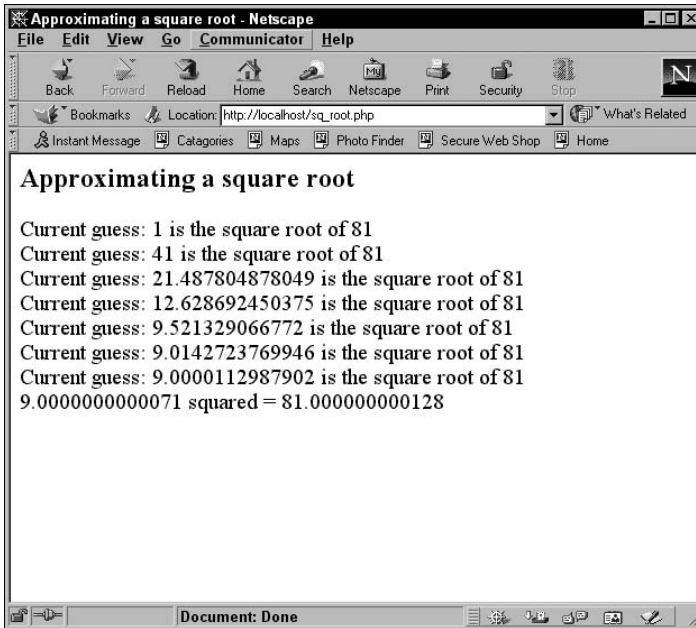 Approximating a square root - Netscape
File Edit View Go Communicator Help
My
N
Back Forward Reload Home Search Netscape Print Security Stop
Bookmarks Location: http://localhost/sq_root.php What's Related
Instant Message Catagories Maps Photo Finder Secure Web Shop Home
Approximating a square root
Current guess: 1 is the square root of 81
Current guess: 41 is the square root of 81
Current guess: 21.487804878049 is the square root of 81
Current guess: 12.628692450375 is the square root of 81
Current guess: 9.521329066772 is the square root of 81
Current guess: 9.0142723769946 is the square root of 81
Current guess: 9.0000112987902 is the square root of 81
9.0000000000071 squared = 81.000000000128
Document: Done